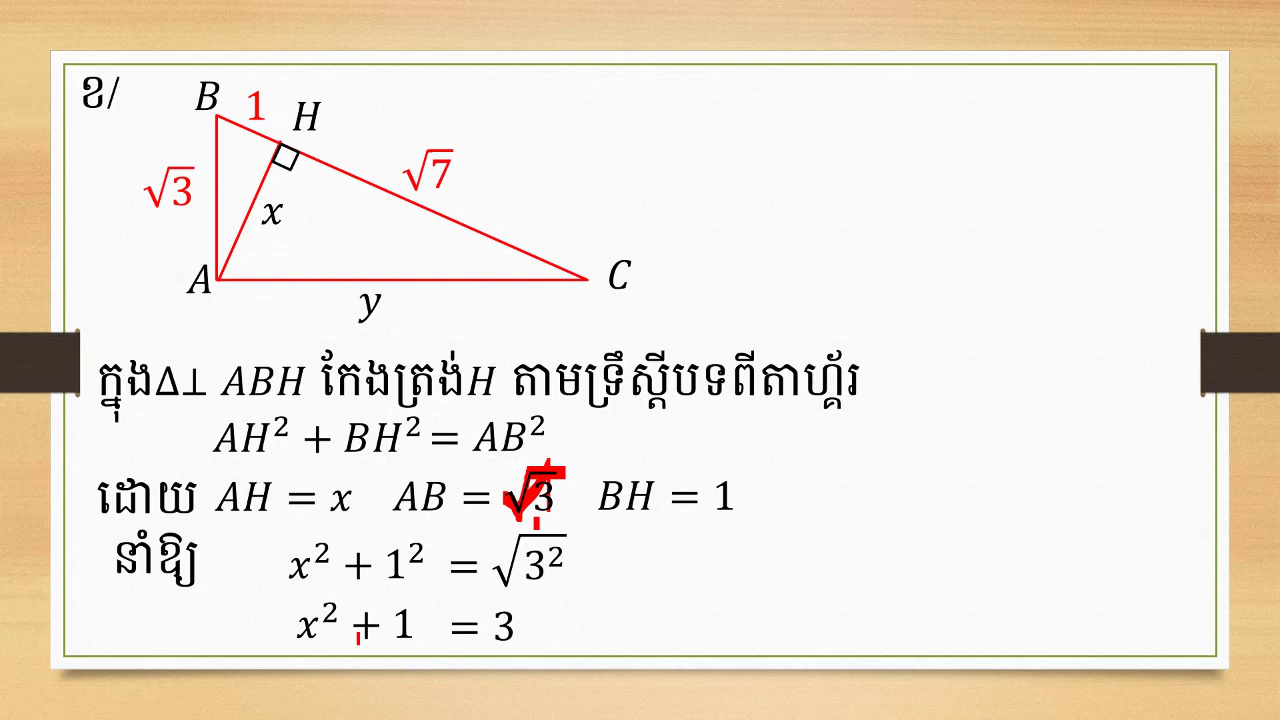 ខ/
B 1 H
√3 √7
x
A C
y
ក្នុង∆⊥ ABH កែងត្រង់H តាមទ្រឹស្តីបទពីតាហ្គ័រ
AH² + BH² = AB²
ដោយ AH = x AB = √3 BH = 1
នាំឱ្យ x² + 1² = √3²
x² + 1 = 3